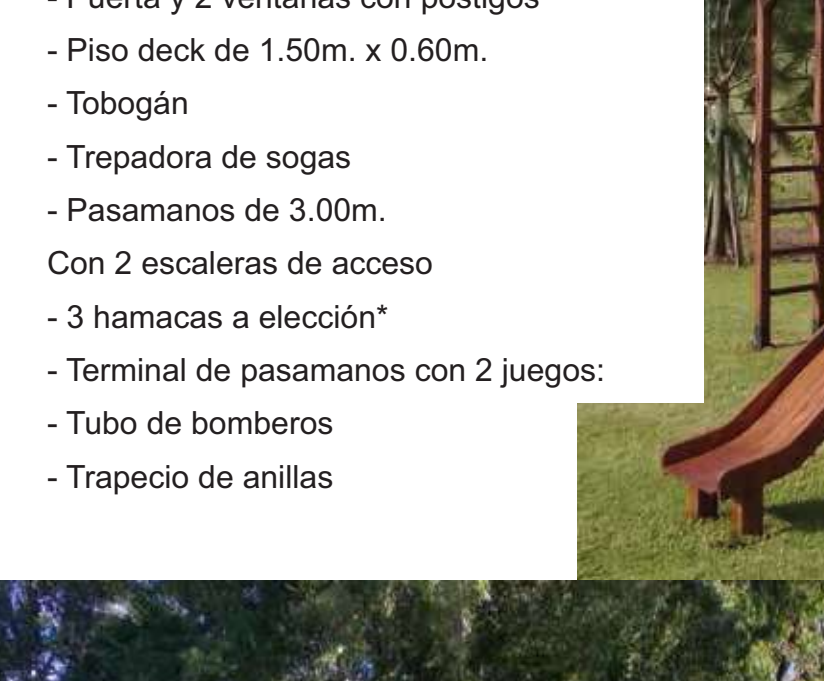 - Puerta y 2 ventanas con postigos
- Piso deck de 1.50m. x 0.60m.
- Tobogán
- Trepadora de sogas
- Pasamanos de 3.00m.
Con 2 escaleras de acceso
- 3 hamacas a elección*
- Terminal de pasamanos con 2 juegos:
- Tubo de bomberos
- Trapecio de anillas